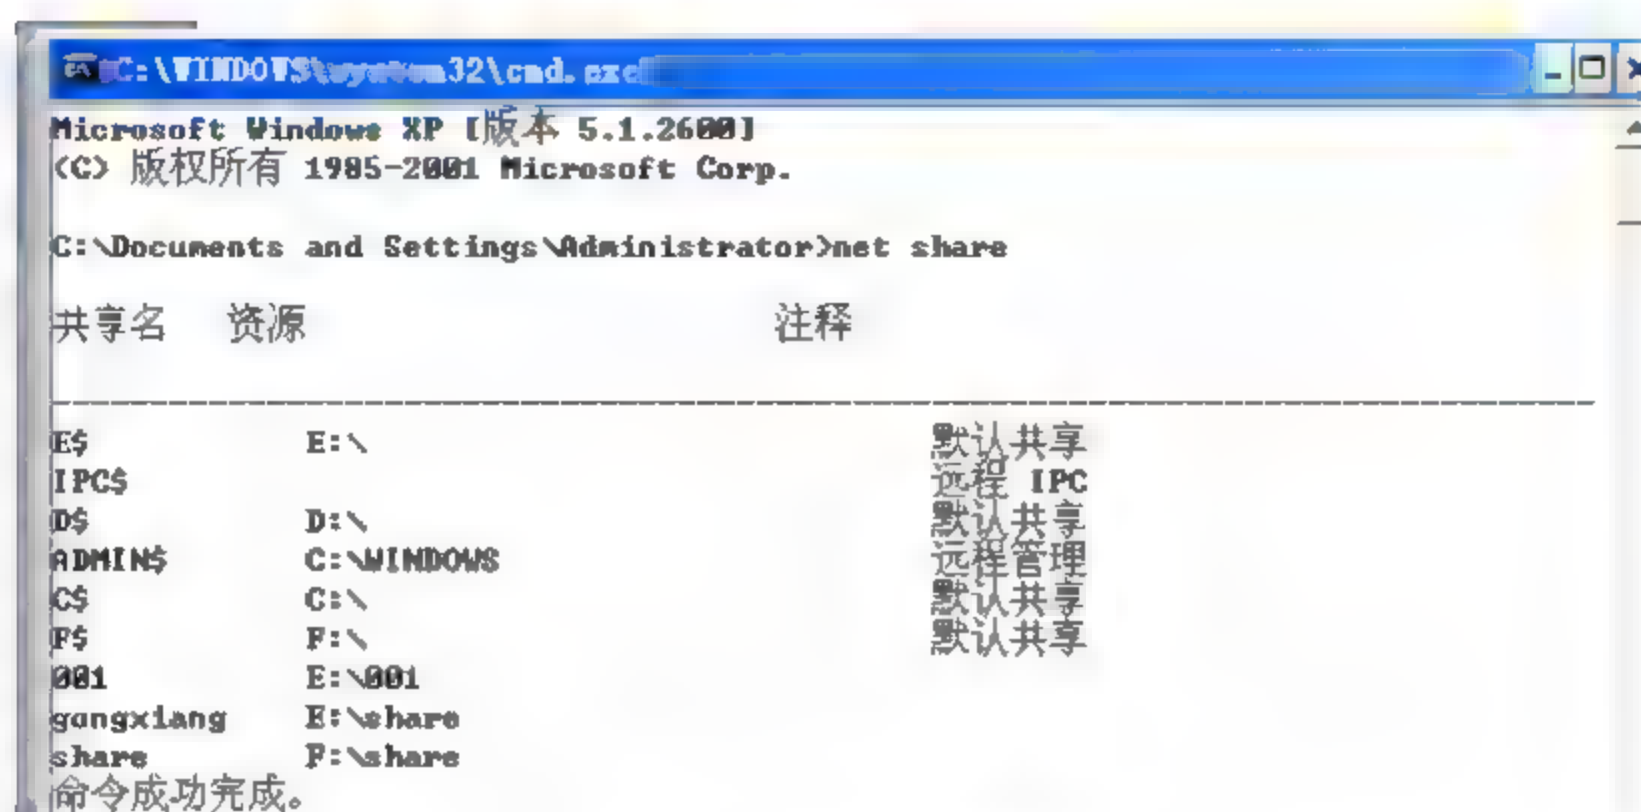 C:\WINDOWS\system32\cmd.exe
Microsoft Windows XP [版本 5.1.2600]
(C) 版权所有 1985-2001 Microsoft Corp.
C:\Documents and Settings\Administrator>net share
共享名 资源 注释
-------------------------------------------------------------------------------
E$ E:\ 默认共享
IPC$ 远程 IPC
D$ D:\ 默认共享
ADMIN$ C:\WINDOWS 远程管理
C$ C:\ 默认共享
F$ F:\ 默认共享
001 E:\001
gongxiang E:\share
share F:\share
命令成功完成。